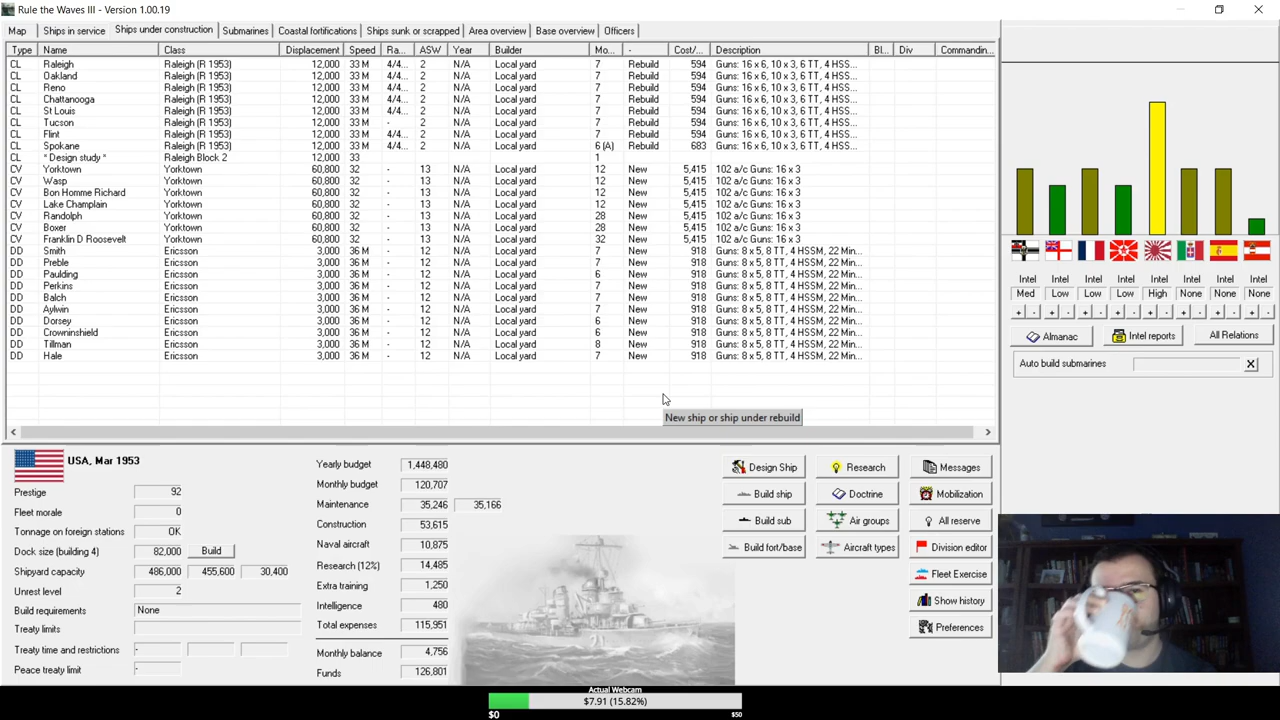 Rule the Waves III - Version 1.00.19
Map Ships in service Ships under construction Submarines Coastal fortifications Ships sunk or scrapped Area overview Base overview Officers
Type Name Class Displacement Speed Ra... ASW Year Builder Mo... - Cost/... Description Bl... Div Commandin...
CL Raleigh Raleigh (R 1953) 12,000 33 M 4/4... 2 N/A Local yard 7 Rebuild 594 Guns: 16 x 6, 10 x 3, 6 TT, 4 HSS...
CL Oakland Raleigh (R 1953) 12,000 33 M 4/4... 2 N/A Local yard 7 Rebuild 594 Guns: 16 x 6, 10 x 3, 6 TT, 4 HSS...
CL Reno Raleigh (R 1953) 12,000 33 M 4/4... 2 N/A Local yard 7 Rebuild 594 Guns: 16 x 6, 10 x 3, 6 TT, 4 HSS...
CL Chattanooga Raleigh (R 1953) 12,000 33 M 4/4... 2 N/A Local yard 7 Rebuild 594 Guns: 16 x 6, 10 x 3, 6 TT, 4 HSS...
CL St Louis Raleigh (R 1953) 12,000 33 M 4/4... 2 N/A Local yard 7 Rebuild 594 Guns: 16 x 6, 10 x 3, 6 TT, 4 HSS...
CL Tucson Raleigh (R 1953) 12,000 33 M - 2 N/A Local yard 7 Rebuild 594 Guns: 16 x 6, 10 x 3, 6 TT, 4 HSS...
CL Flint Raleigh (R 1953) 12,000 33 M 4/4... 2 N/A Local yard 7 Rebuild 594 Guns: 16 x 6, 10 x 3, 6 TT, 4 HSS...
CL Spokane Raleigh (R 1953) 12,000 33 M 4/4... 2 N/A Local yard 6 (A) Rebuild 683 Guns: 16 x 6, 10 x 3, 6 TT, 4 HSS...
CL * Design study * Raleigh Block 2 12,000 33 1
CV Yorktown Yorktown 60,800 32 - 13 N/A Local yard 12 New 5,415 102 a/c Guns: 16 x 3
CV Wasp Yorktown 60,800 32 - 13 N/A Local yard 12 New 5,415 102 a/c Guns: 16 x 3
CV Bon Homme Richard Yorktown 60,800 32 - 13 N/A Local yard 12 New 5,415 102 a/c Guns: 16 x 3
CV Lake Champlain Yorktown 60,800 32 - 13 N/A Local yard 12 New 5,415 102 a/c Guns: 16 x 3
CV Randolph Yorktown 60,800 32 - 13 N/A Local yard 28 New 5,415 102 a/c Guns: 16 x 3
CV Boxer Yorktown 60,800 32 - 13 N/A Local yard 28 New 5,415 102 a/c Guns: 16 x 3
CV Franklin D Roosevelt Yorktown 60,800 32 - 13 N/A Local yard 32 New 5,415 102 a/c Guns: 16 x 3
DD Smith Ericsson 3,000 36 M - 12 N/A Local yard 7 New 918 Guns: 8 x 5, 8 TT, 4 HSSM, 22 Min...
DD Preble Ericsson 3,000 36 M - 12 N/A Local yard 7 New 918 Guns: 8 x 5, 8 TT, 4 HSSM, 22 Min...
DD Paulding Ericsson 3,000 36 M - 12 N/A Local yard 6 New 918 Guns: 8 x 5, 8 TT, 4 HSSM, 22 Min...
DD Perkins Ericsson 3,000 36 M - 12 N/A Local yard 7 New 918 Guns: 8 x 5, 8 TT, 4 HSSM, 22 Min...
DD Balch Ericsson 3,000 36 M - 12 N/A Local yard 7 New 918 Guns: 8 x 5, 8 TT, 4 HSSM, 22 Min...
DD Aylwin Ericsson 3,000 36 M - 12 N/A Local yard 7 New 918 Guns: 8 x 5, 8 TT, 4 HSSM, 22 Min...
DD Dorsey Ericsson 3,000 36 M - 12 N/A Local yard 6 New 918 Guns: 8 x 5, 8 TT, 4 HSSM, 22 Min...
DD Crowninshield Ericsson 3,000 36 M - 12 N/A Local yard 6 New 918 Guns: 8 x 5, 8 TT, 4 HSSM, 22 Min...
DD Tillman Ericsson 3,000 36 M - 12 N/A Local yard 8 New 918 Guns: 8 x 5, 8 TT, 4 HSSM, 22 Min...
DD Hale Ericsson 3,000 36 M - 12 N/A Local yard 7 New 918 Guns: 8 x 5, 8 TT, 4 HSSM, 22 Min...
New ship or ship under rebuild
Intel Intel Intel Intel Intel Intel Intel Intel
Med Low Low Low High None None None
+ - + - + - + - + - + - + - + -
Almanac Intel reports All Relations
Auto build submarines X
USA, Mar 1953
Prestige 92
Fleet morale 0
Tonnage on foreign stations OK
Dock size (building 4) 82,000 Build
Shipyard capacity 486,000 455,600 30,400
Unrest level 2
Build requirements None
Treaty limits
Treaty time and restrictions -
Peace treaty limit -
Yearly budget 1,448,480
Monthly budget 120,707
Maintenance 35,246 35,166
Construction 53,615
Naval aircraft 10,875
Research (12%) 14,485
Extra training 1,250
Intelligence 480
Total expenses 115,951
Monthly balance 4,756
Funds 126,801
Design Ship Research Messages
Build ship Doctrine Mobilization
Build sub Air groups All reserve
Build fort/base Aircraft types Division editor
Fleet Exercise
Show history
Preferences
Actual Webcam
$7.91 (15.82%)
$0 $50